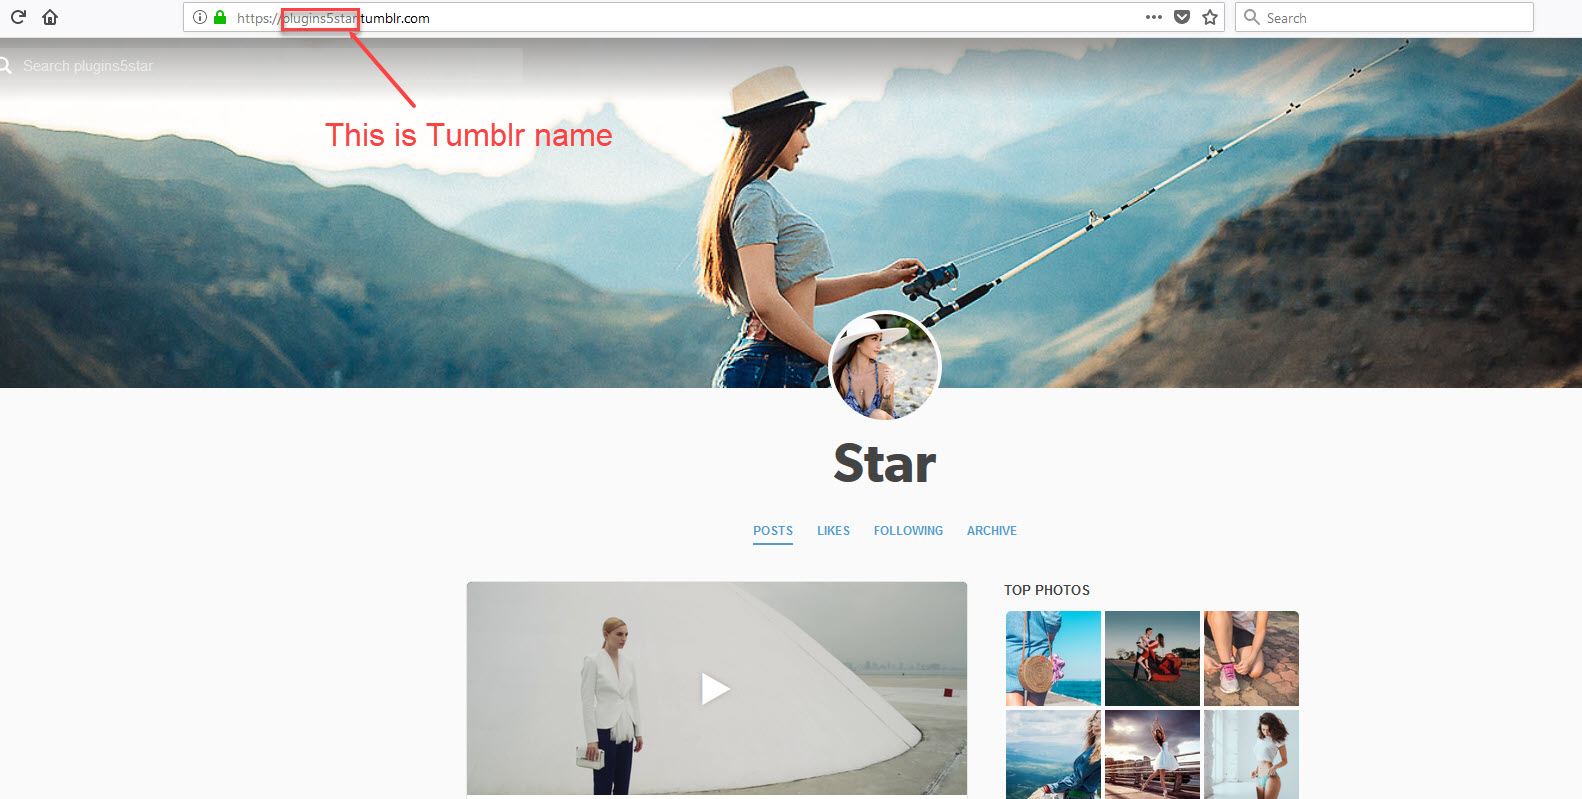 https://plugins5star.tumblr.com
Search
Search plugins5star
This is Tumblr name
Star
POSTS LIKES FOLLOWING ARCHIVE
TOP PHOTOS